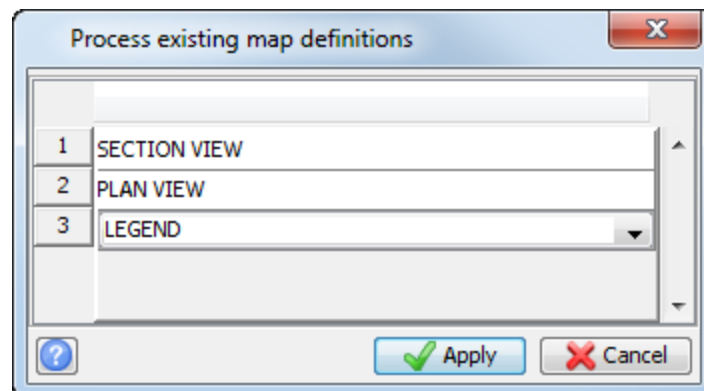 Process existing map definitions
1 SECTION VIEW
2 PLAN VIEW
3 LEGEND
? Apply Cancel